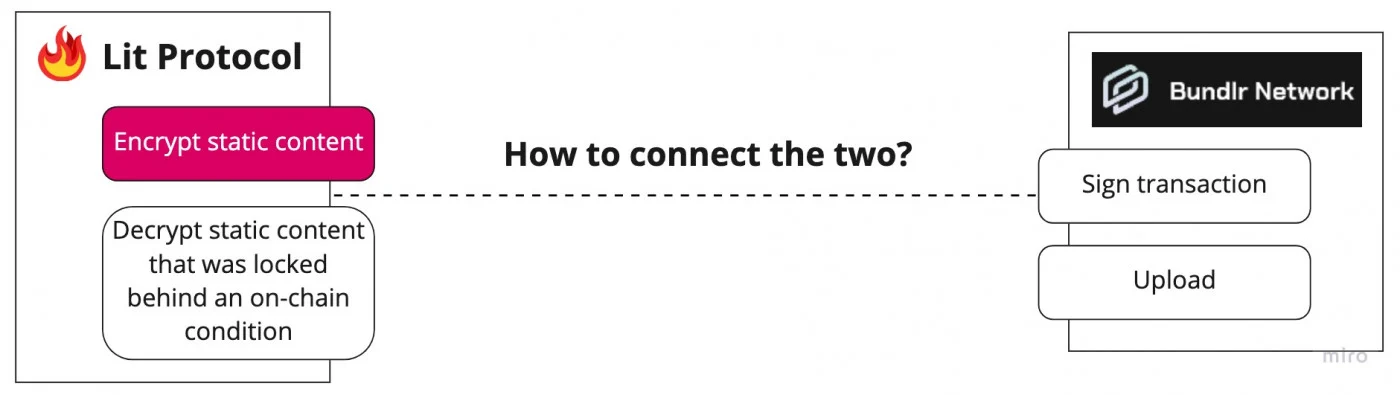 Lit Protocol
Encrypt static content
Decrypt static content
that was locked
behind an on-chain
condition
How to connect the two?
Bundlr Network
Sign transaction
Upload
miro